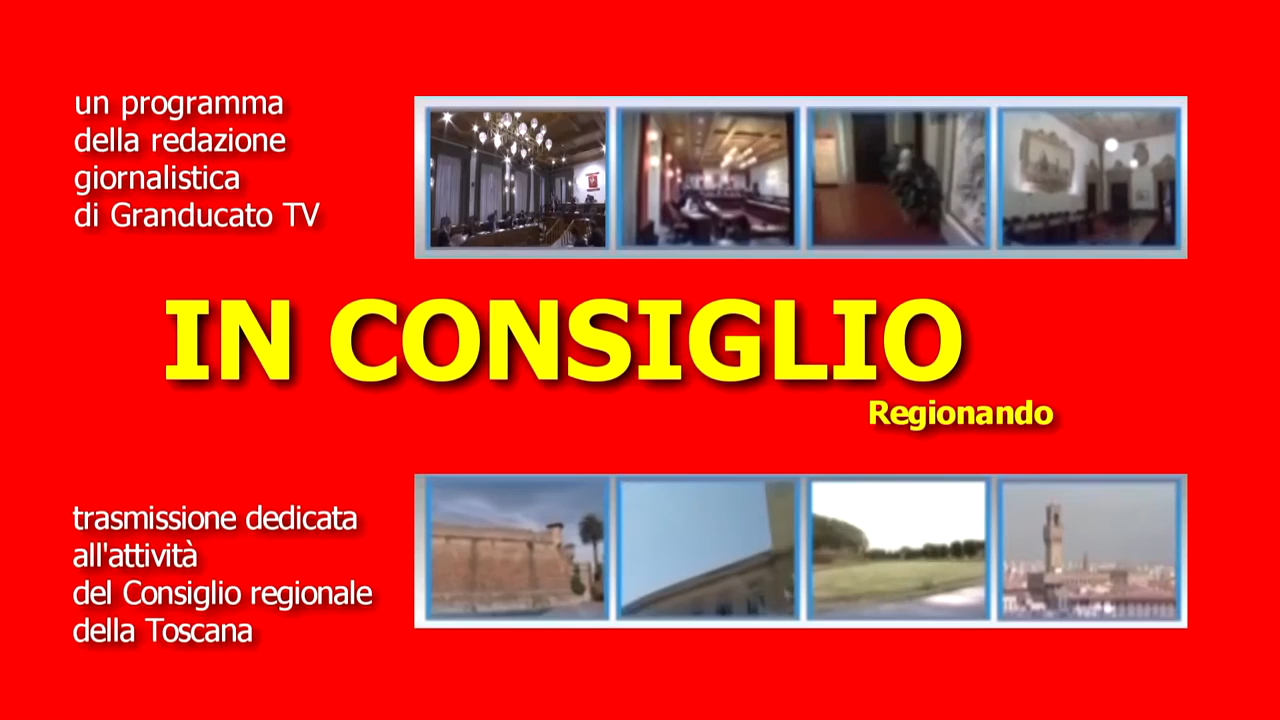 un programma
della redazione
giornalistica
di Granducato TV
IN CONSIGLIO
Regionando
trasmissione dedicata
all'attività
del Consiglio regionale
della Toscana